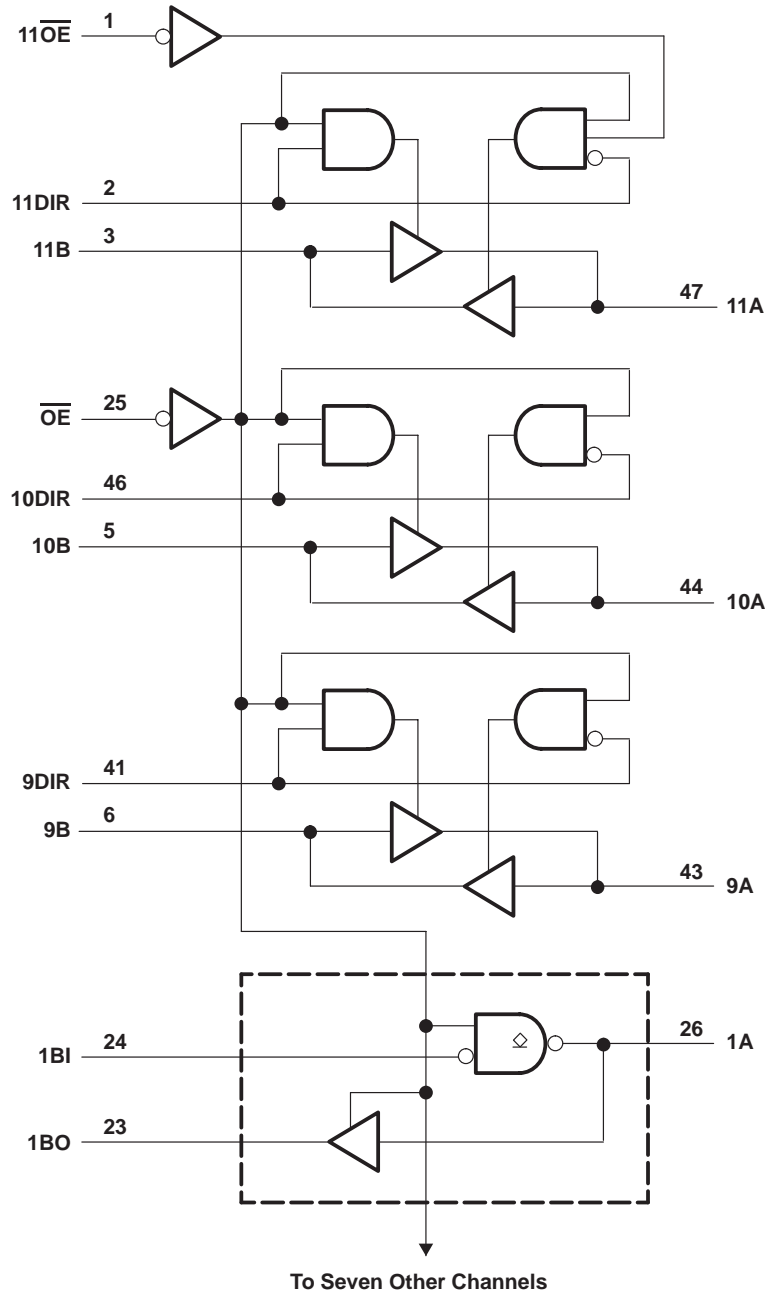 11OE 1
11DIR 2
11B 3
47 11A
OE 25
10DIR 46
10B 5
44 10A
9DIR 41
9B 6
43 9A
1BI 24
26 1A
1BO 23
To Seven Other Channels